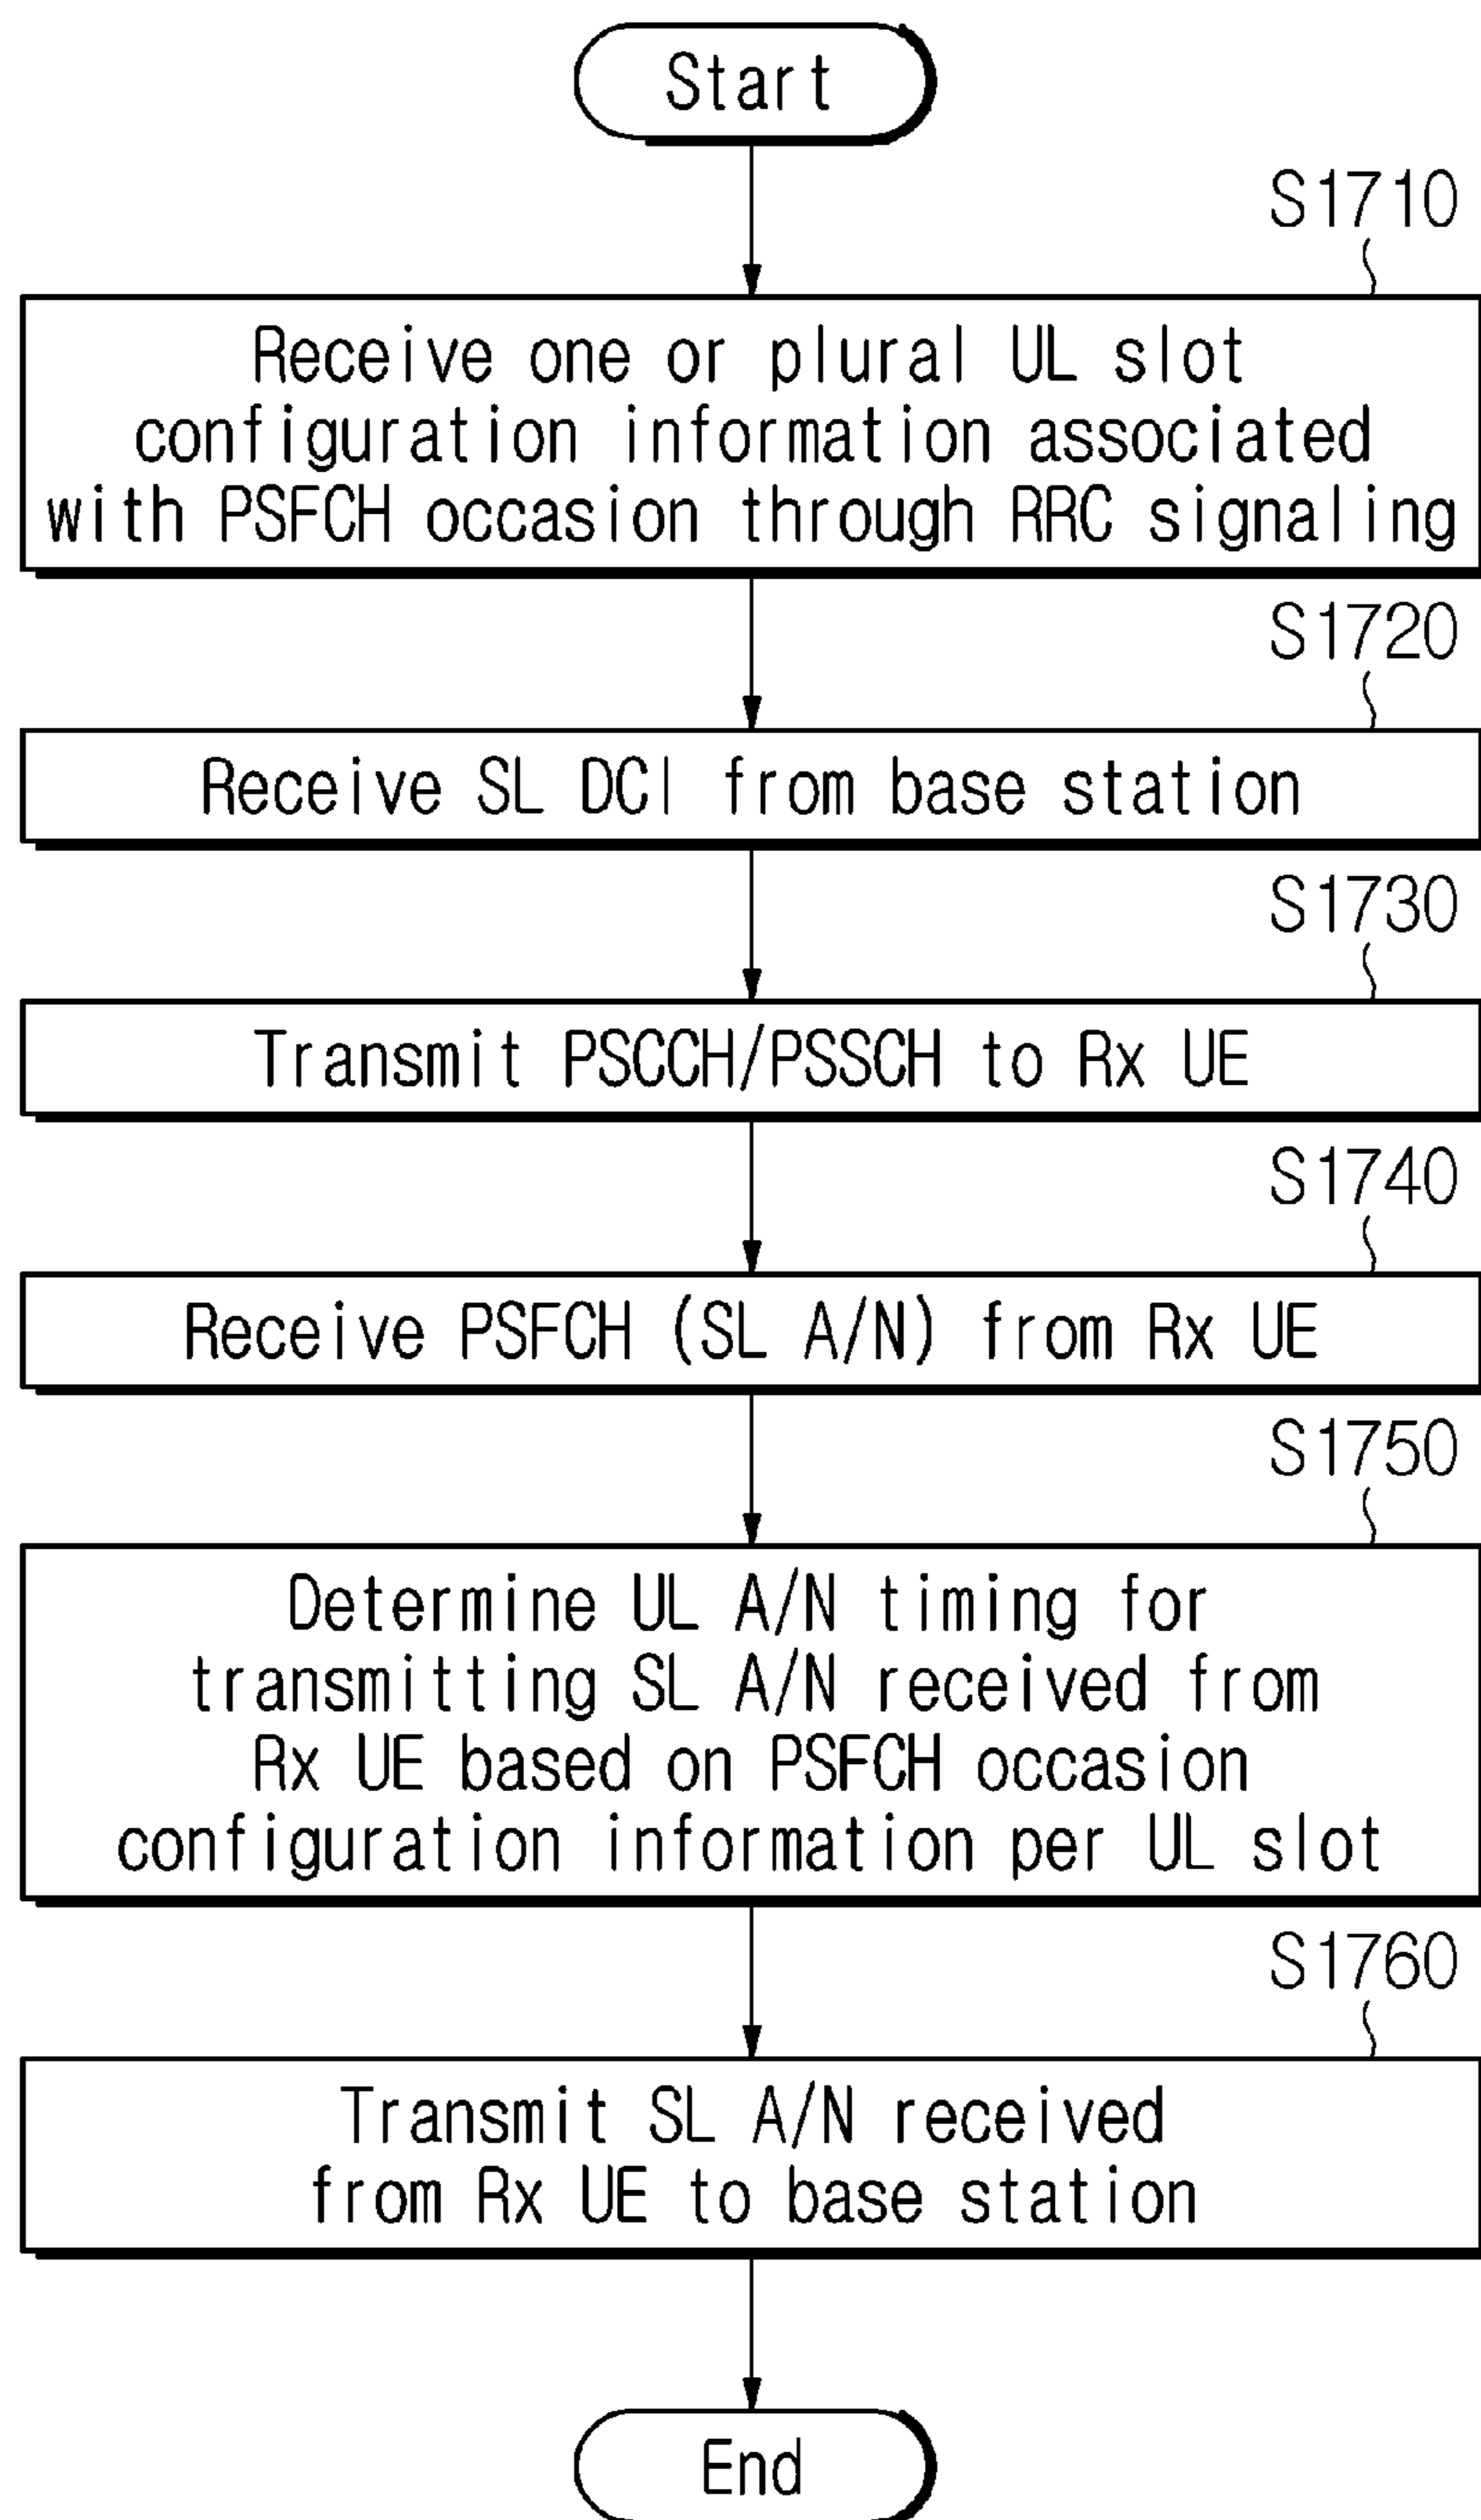 Start
S1710
Receive one or plural UL slot
configuration information associated
with PSFCH occasion through RRC signaling
S1720
Receive SL DCI from base station
S1730
Transmit PSCCH/PSSCH to Rx UE
S1740
Receive PSFCH (SL A/N) from Rx UE
S1750
Determine UL A/N timing for
transmitting SL A/N received from
Rx UE based on PSFCH occasion
configuration information per UL slot
S1760
Transmit SL A/N received
from Rx UE to base station
End